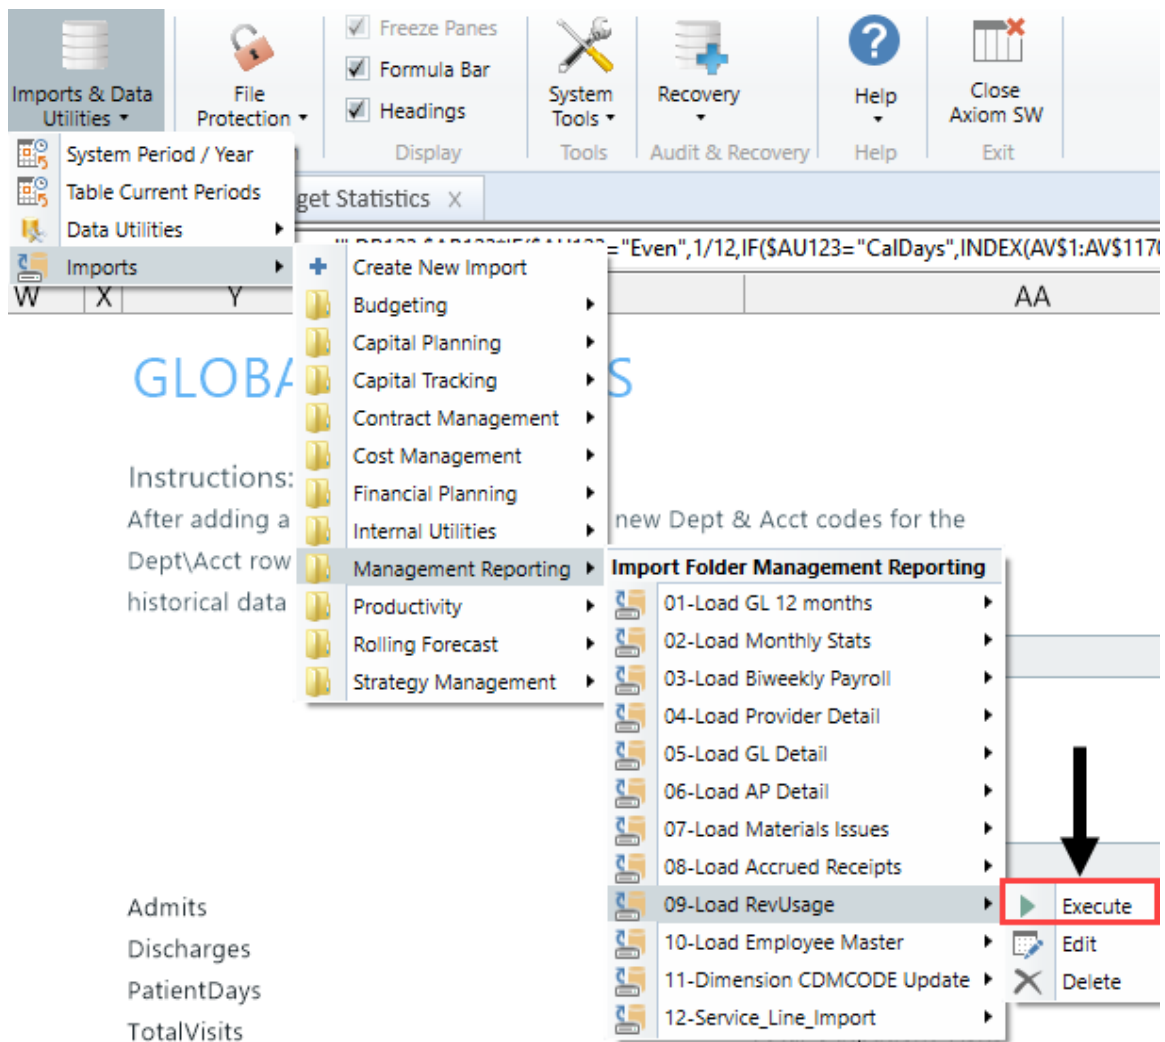 Imports & Data
Utilities
File
Protection
Freeze Panes
Formula Bar
Headings
Display
System
Tools
Tools
Recovery
Audit & Recovery
Help
Help
Close
Axiom SW
Exit
System Period / Year
Table Current Periods
Data Utilities
Imports
get Statistics X
="Even",1/12,IF($AU123="CalDays",INDEX(AV$1:AV$1170
W X Y AA
GLOBA S
Instructions:
After adding a new Dept & Acct codes for the
Dept\Acct row
historical data
Create New Import
Budgeting
Capital Planning
Capital Tracking
Contract Management
Cost Management
Financial Planning
Internal Utilities
Management Reporting
Productivity
Rolling Forecast
Strategy Management
Import Folder Management Reporting
01-Load GL 12 months
02-Load Monthly Stats
03-Load Biweekly Payroll
04-Load Provider Detail
05-Load GL Detail
06-Load AP Detail
07-Load Materials Issues
08-Load Accrued Receipts
09-Load RevUsage
10-Load Employee Master
11-Dimension CDMCODE Update
12-Service_Line_Import
Execute
Edit
Delete
Admits
Discharges
PatientDays
TotalVisits